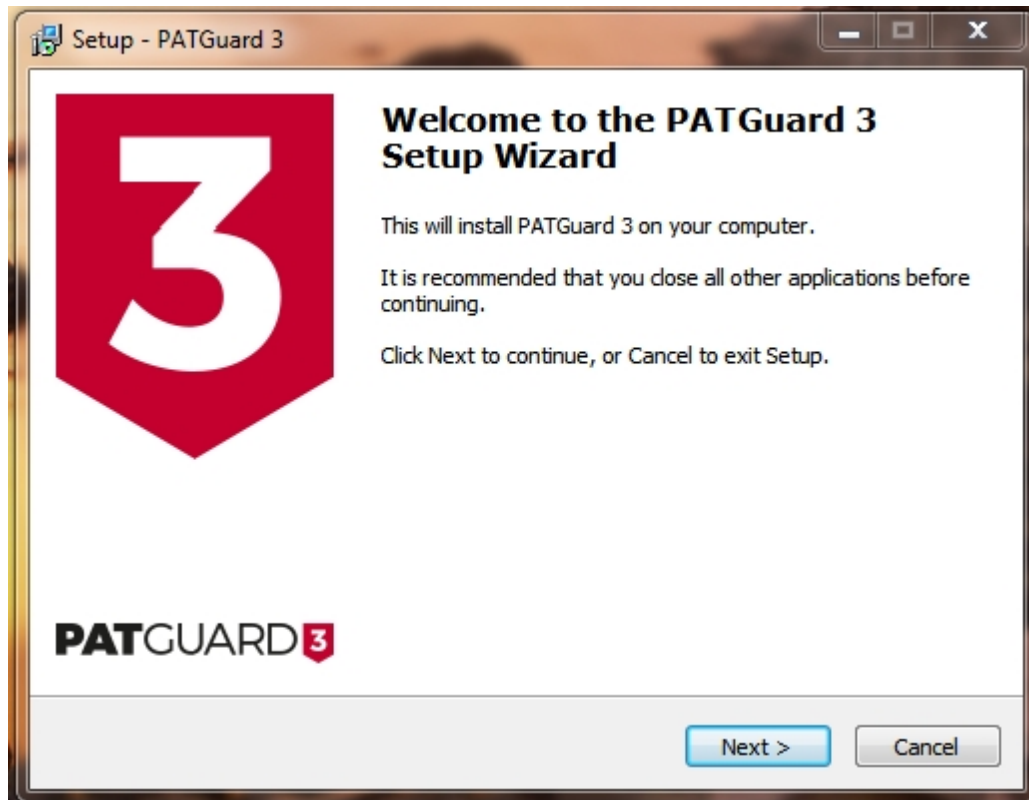 Setup - PATGuard 3
3
Welcome to the PATGuard 3
Setup Wizard
This will install PATGuard 3 on your computer.
It is recommended that you close all other applications before
continuing.
Click Next to continue, or Cancel to exit Setup.
PATGUARD 3
Next >
Cancel